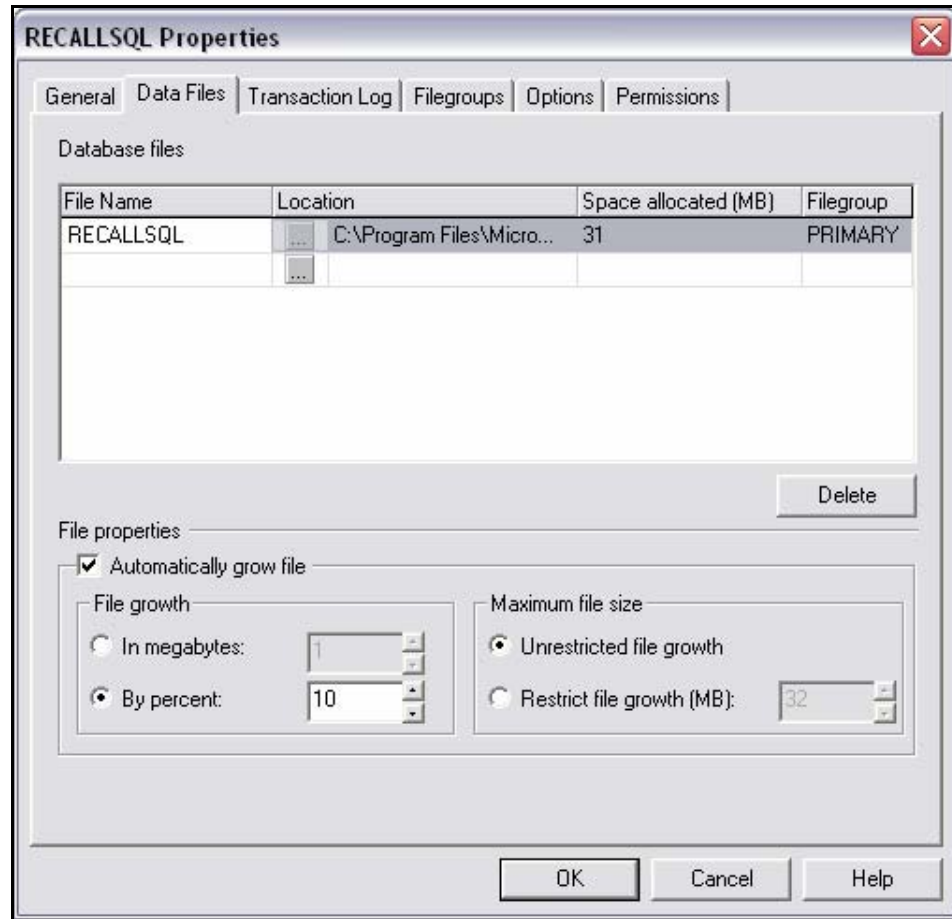 RECALLSQL Properties
General Data Files Transaction Log Filegroups Options Permissions
Database files
File Name Location Space allocated (MB) Filegroup
RECALLSQL ... C:\Program Files\Micro... 31 PRIMARY
...
Delete
File properties
Automatically grow file
File growth
In megabytes: 1
By percent: 10
Maximum file size
Unrestricted file growth
Restrict file growth (MB): 32
OK Cancel Help